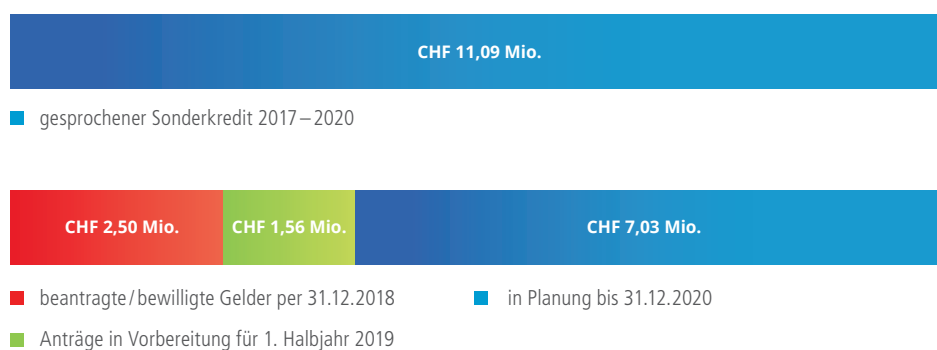 CHF 11,09 Mio.
gesprochener Sonderkredit 2017–2020
CHF 2,50 Mio. CHF 1,56 Mio. CHF 7,03 Mio.
beantragte/bewilligte Gelder per 31.12.2018 in Planung bis 31.12.2020
Anträge in Vorbereitung für 1. Halbjahr 2019